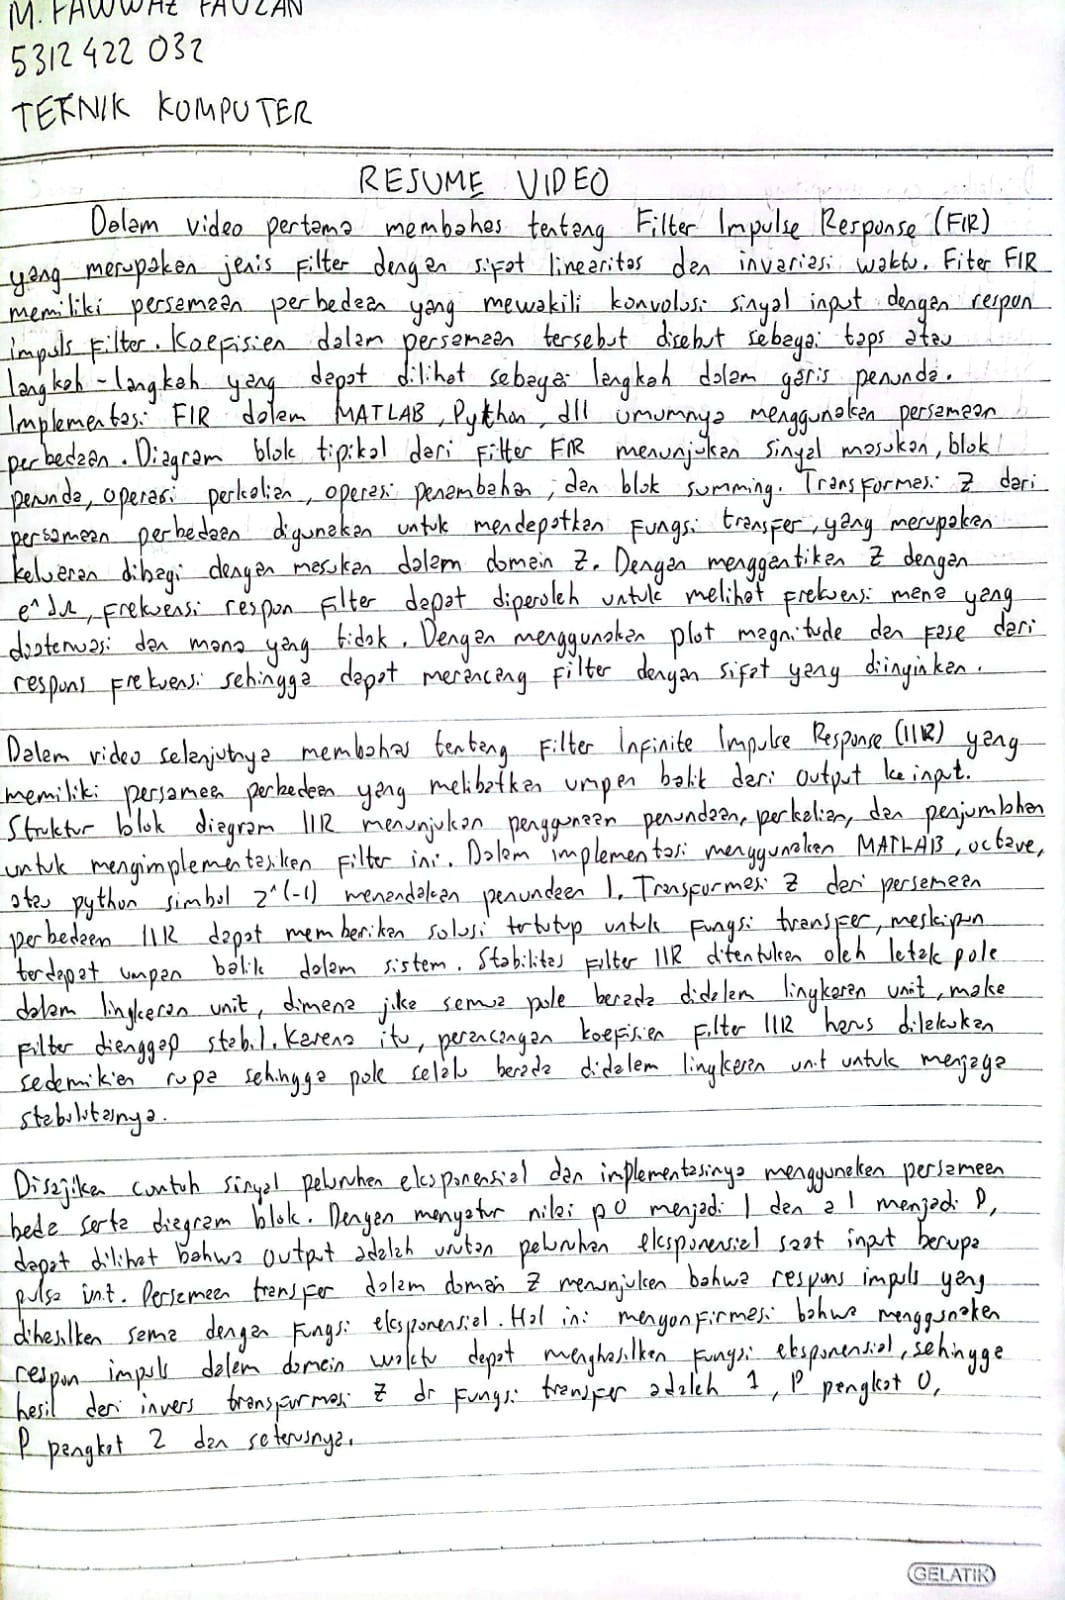 M. FAWWAZ FAUZAN
5312 422 032
TEKNIK KOMPUTER
RESUME VIDEO
Dalam video pertama membahas tentang Filter Impulse Response (FIR)
yang merupakan jenis filter dengan sifat linearitas dan invariasi waktu. Fiter FIR
memiliki persamaan perbedaan yang mewakili konvolusi sinyal input dengan respon
impuls filter. Koefisien dalam persamaan tersebut disebut sebagai taps atau
langkah-langkah yang dapat dilihat sebagai langkah dalam garis penunda.
Implementasi FIR dalam MATLAB, Python, dll umumnya menggunakan persamaan
perbedaan. Diagram blok tipikal dari Filter FIR menunjukan sinyal masukan, blok
penunda, operasi perkalian, operasi penambahan, dan blok summing. Transformasi Z dari
persamaan perbedaan digunakan untuk mendapatkan fungsi transfer, yang merupakan
keluaran dibagi dengan masukan dalam domain Z. Dengan menggantikan Z dengan
e^jΩ, frekuensi respon filter dapat diperoleh untuk melihat frekuensi mana yang
diatenuasi dan mana yang tidak. Dengan menggunakan plot magnitude dan fase dari
respuns frekuensi sehingga dapat merancang filter dengan sifat yang diinginkan.
Dalam video selanjutnya membahas tentang filter Infinite Impulse Response (IIR) yang
memiliki persamaan perbedaan yang melibatkan umpan balik dari output ke input.
Struktur blok diagram IIR menunjukan penggunaan penundaan, perkalian, dan penjumlahan
untuk mengimplementasikan filter ini. Dalam implementasi menggunakan MATLAB, octave,
atau python simbol z^(-1) menandakan penundaan 1. Transformasi Z dari persamaan
perbedaan IIR dapat memberikan solusi tertutup untuk fungsi transfer, meskipun
terdapat umpan balik dalam sistem. Stabilitas filter IIR ditentukan oleh letak pole
dalam lingkaran unit, dimana jika semua pole berada didalam lingkaran unit, maka
filter dianggap stabil. Karena itu, perancangan koefisien filter IIR harus dilakukan
sedemikian rupa sehingga pole selalu berada didalam lingkaran unit untuk menjaga
stabilitasnya.
Disajikan contoh sinyal peluruhan eksponensial dan implementasinya menggunakan persamaan
beda serta diagram blok. Dengan mengatur nilai p0 menjadi 1 dan a1 menjadi P,
dapat dilihat bahwa output adalah urutan peluruhan eksponensial saat input berupa
pulsa unit. Persamaan transfer dalam domain Z menunjukan bahwa respuns impuls yang
dihasilkan sama dengan fungsi eksponensial. Hal ini mengonfirmasi bahwa menggunakan
respon impuls dalam domain waktu dapat menghasilkan fungsi eksponensial, sehingga
hasil dari invers transformasi Z dr fungsi transfer adalah 1, P pangkat 0,
P pangkat 2 dan seterusnya.
GELATIK